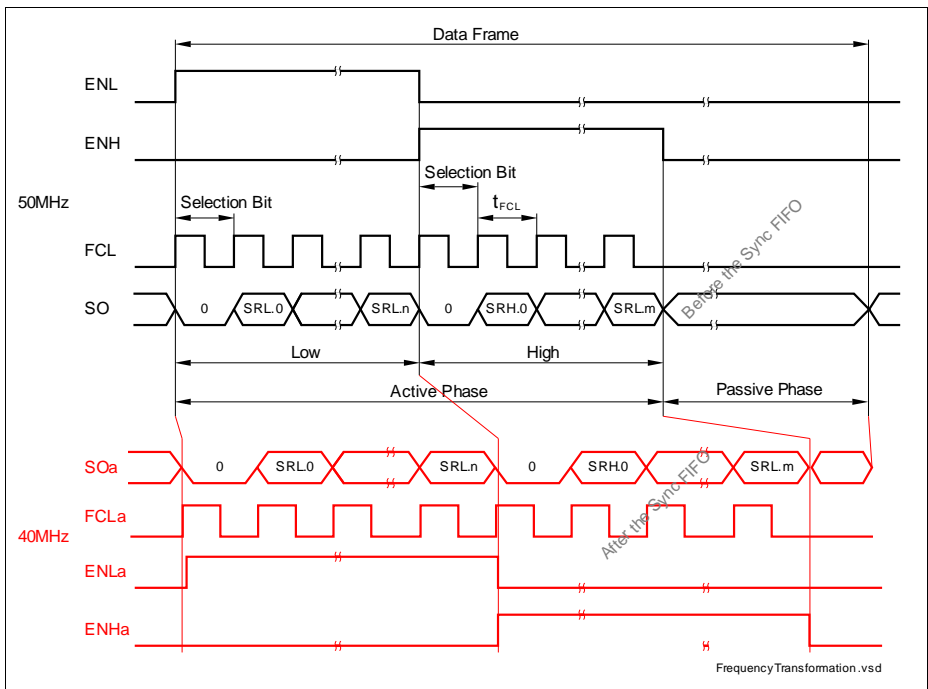 Data Frame
ENL
ENH
Selection Bit
50MHz
Selection Bit
tFCL
FCL
SO
0
SRL.0
SRL.n
0
SRH.0
SRL.m
Before the Sync FIFO
Low
High
Active Phase
Passive Phase
SOa
0
SRL.0
SRL.n
0
SRH.0
SRL.m
FCLa
40MHz
After the Sync FIFO
ENLa
ENHa
FrequencyTransformation.vsd